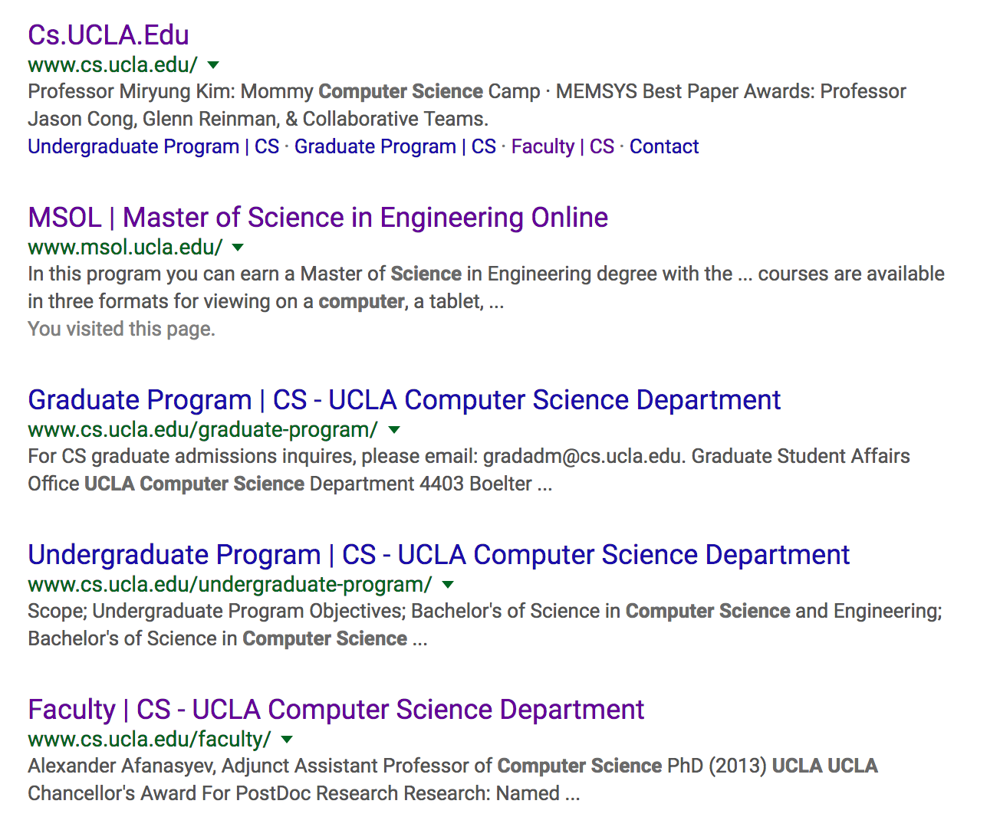 Cs.UCLA.Edu
www.cs.ucla.edu/
Professor Miryung Kim: Mommy Computer Science Camp · MEMSYS Best Paper Awards: Professor
Jason Cong, Glenn Reinman, & Collaborative Teams.
Undergraduate Program | CS · Graduate Program | CS · Faculty | CS · Contact
MSOL | Master of Science in Engineering Online
www.msol.ucla.edu/
In this program you can earn a Master of Science in Engineering degree with the ... courses are available
in three formats for viewing on a computer, a tablet, ...
You visited this page.
Graduate Program | CS - UCLA Computer Science Department
www.cs.ucla.edu/graduate-program/
For CS graduate admissions inquires, please email: gradadm@cs.ucla.edu. Graduate Student Affairs
Office UCLA Computer Science Department 4403 Boelter ...
Undergraduate Program | CS - UCLA Computer Science Department
www.cs.ucla.edu/undergraduate-program/
Scope; Undergraduate Program Objectives; Bachelor's of Science in Computer Science and Engineering;
Bachelor's of Science in Computer Science ...
Faculty | CS - UCLA Computer Science Department
www.cs.ucla.edu/faculty/
Alexander Afanasyev, Adjunct Assistant Professor of Computer Science PhD (2013) UCLA UCLA
Chancellor's Award For PostDoc Research Research: Named ...